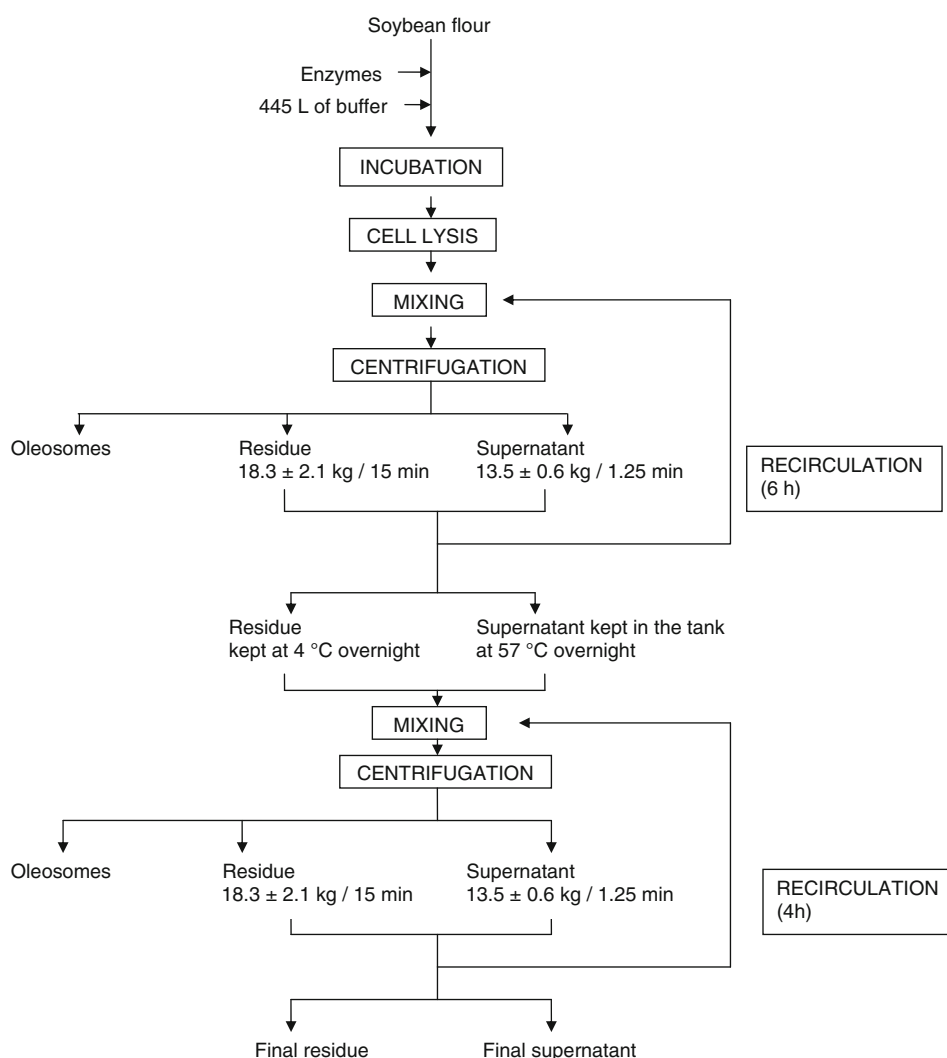 Soybean flour
Enzymes
445 L of buffer
INCUBATION
CELL LYSIS
MIXING
CENTRIFUGATION
Oleosomes
Residue
18.3 ± 2.1 kg / 15 min
Supernatant
13.5 ± 0.6 kg / 1.25 min
RECIRCULATION
(6 h)
Residue
kept at 4 °C overnight
Supernatant kept in the tank
at 57 °C overnight
MIXING
CENTRIFUGATION
Oleosomes
Residue
18.3 ± 2.1 kg / 15 min
Supernatant
13.5 ± 0.6 kg / 1.25 min
RECIRCULATION
(4h)
Final residue
Final supernatant